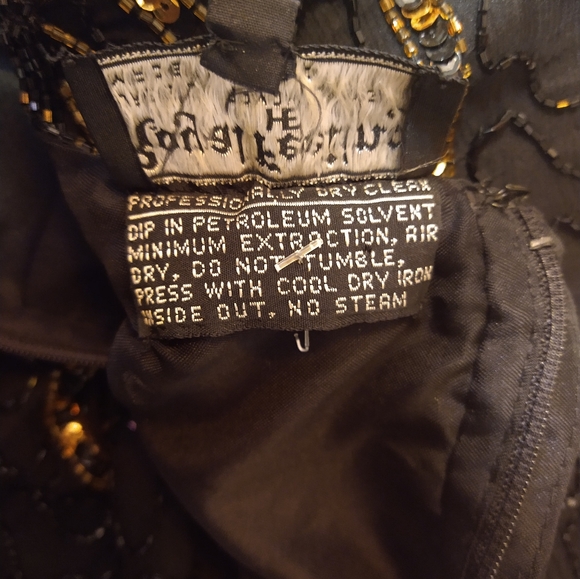 THE
PROFESSIONALLY DRY CLEAN
DIP IN PETROLEUM SOLVENT
MINIMUM EXTRACTION, AIR
DRY, DO NOT TUMBLE,
PRESS WITH COOL DRY IRON
INSIDE OUT, NO STEAM